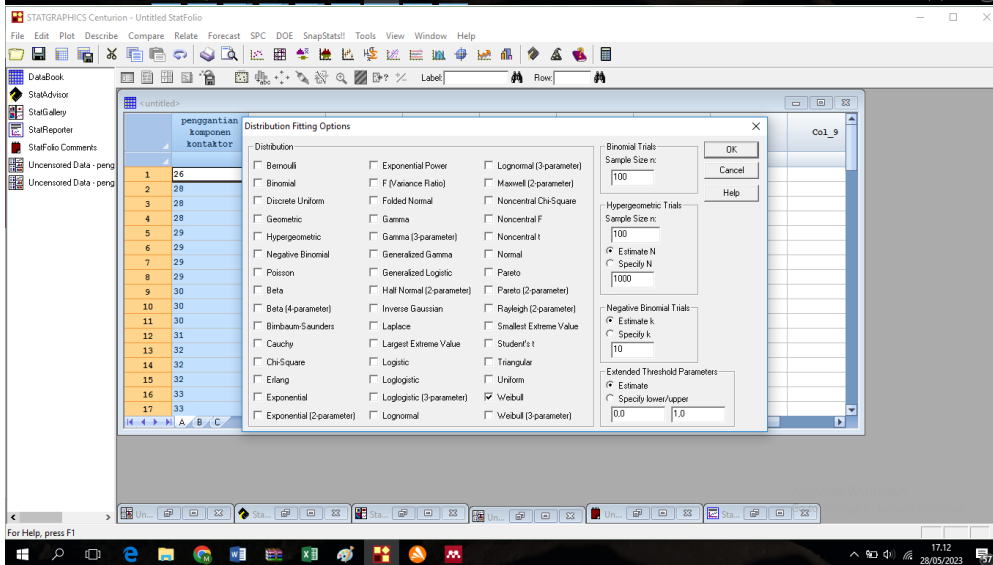 STATGRAPHICS Centurion - Untitled StatFolio
File Edit Plot Describe Compare Relate Forecast SPC DOE SnapStats!! Tools View Window Help
Label: Row:
DataBook
StatAdvisor
StatGallery
StatReporter
StatFolio Comments
Uncensored Data - peng
Uncensored Data - peng
<untitled>
penggantian
komponen
kontaktor
Col_9
1 26
2 28
3 28
4 28
5 29
6 29
7 29
8 29
9 30
10 30
11 30
12 31
13 32
14 32
15 32
16 33
17 33
A B C
Distribution Fitting Options
Distribution
Bernoulli
Binomial
Discrete Uniform
Geometric
Hypergeometric
Negative Binomial
Poisson
Beta
Beta (4-parameter)
Birnbaum-Saunders
Cauchy
Chi-Square
Erlang
Exponential
Exponential (2-parameter)
Exponential Power
F (Variance Ratio)
Folded Normal
Gamma
Gamma (3-parameter)
Generalized Gamma
Generalized Logistic
Half Normal (2-parameter)
Inverse Gaussian
Laplace
Largest Extreme Value
Logistic
Loglogistic
Loglogistic (3-parameter)
Lognormal
Lognormal (3-parameter)
Maxwell (2-parameter)
Noncentral Chi-Square
Noncentral F
Noncentral t
Normal
Pareto
Pareto (2-parameter)
Rayleigh (2-parameter)
Smallest Extreme Value
Student's t
Triangular
Uniform
Weibull
Weibull (3-parameter)
Binomial Trials
Sample Size n:
100
Hypergeometric Trials
Sample Size n:
100
Estimate N
Specify N
1000
Negative Binomial Trials
Estimate k
Specify k
10
Extended Threshold Parameters
Estimate
Specify lower/upper
0,0 1,0
OK
Cancel
Help
Un... Sta... Sta... Un... Un... Sta...
For Help, press F1
17.12
28/05/2023
57